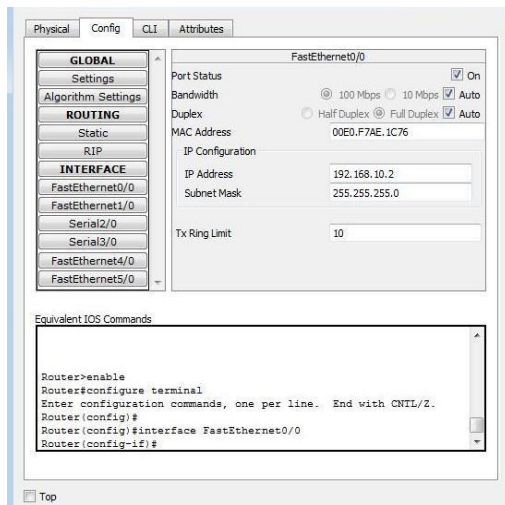 Physical Config CLI Attributes
GLOBAL
Settings
Algorithm Settings
ROUTING
Static
RIP
INTERFACE
FastEthernet0/0
FastEthernet1/0
Serial2/0
Serial3/0
FastEthernet4/0
FastEthernet5/0
FastEthernet0/0
Port Status On
Bandwidth 100 Mbps 10 Mbps Auto
Duplex Half Duplex Full Duplex Auto
MAC Address 00E0.F7AE.1C76
IP Configuration
IP Address 192.168.10.2
Subnet Mask 255.255.255.0
Tx Ring Limit 10
Equivalent IOS Commands
Router>enable
Router#configure terminal
Enter configuration commands, one per line. End with CNTL/Z.
Router(config)#
Router(config)#interface FastEthernet0/0
Router(config-if)#
Top